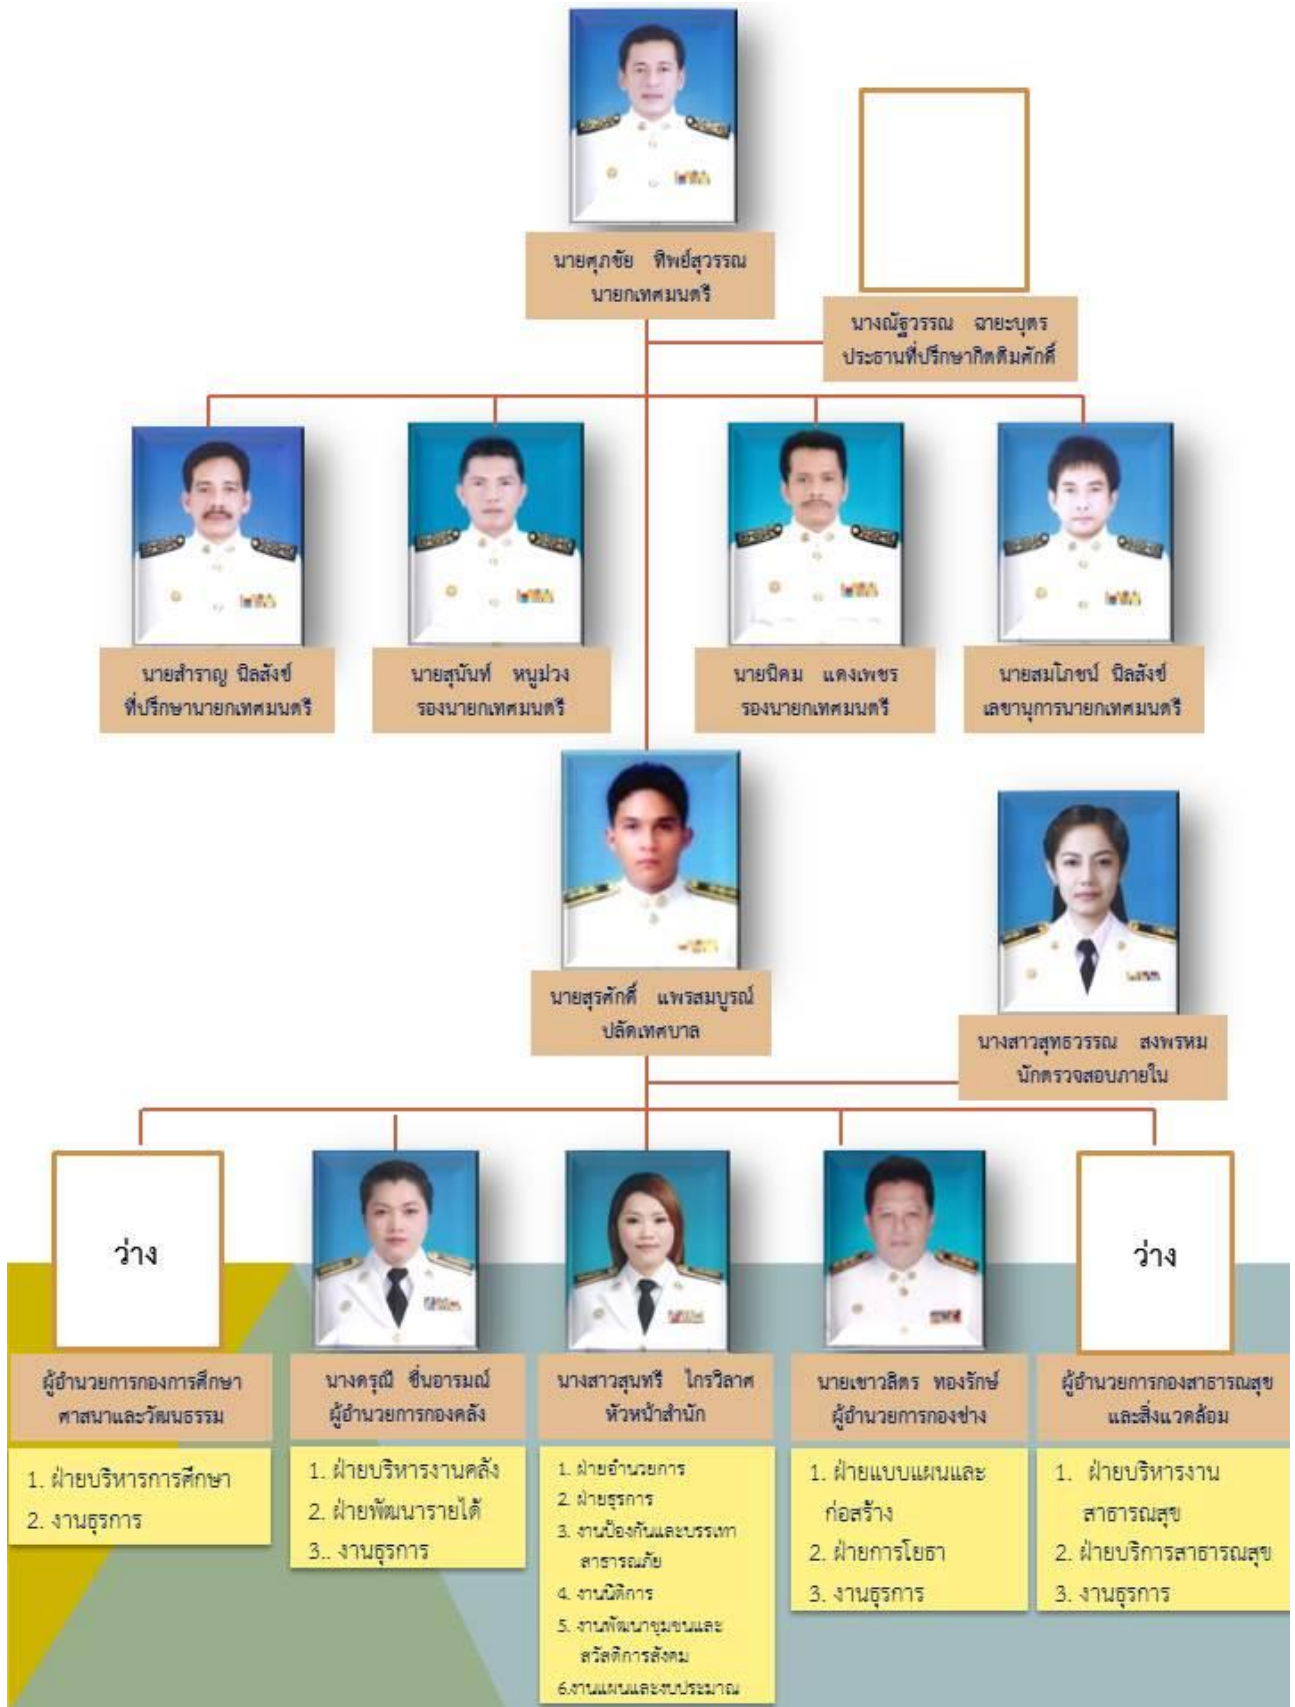 นายศุภชัย ทิพย์สุวรรณ
นายกเทศมนตรี
นางณัฐวรรณ ฉายะบุตร
ประธานที่ปรึกษากิตติมศักดิ์
นายสำราญ นิลสังข์
ที่ปรึกษานายกเทศมนตรี
นายสุนันท์ หนูม่วง
รองนายกเทศมนตรี
นายนิคม แดงเพชร
รองนายกเทศมนตรี
นายสมโภชน์ นิลสังข์
เลขานุการนายกเทศมนตรี
นายสุรศักดิ์ แพรสมบูรณ์
ปลัดเทศบาล
นางสาวสุทธวรรณ สงพรหม
นักตรวจสอบภายใน
ว่าง
ผู้อำนวยการกองการศึกษา
ศาสนาและวัฒนธรรม
1. ฝ่ายบริหารการศึกษา
2. งานธุรการ
นางดรุณี ชื่นอารมณ์
ผู้อำนวยการกองคลัง
1. ฝ่ายบริหารงานคลัง
2. ฝ่ายพัฒนารายได้
3.. งานธุรการ
นางสาวสุนทรี ไกรวิลาศ
หัวหน้าสำนัก
1. ฝ่ายอำนวยการ
2. ฝ่ายธุรการ
3. งานป้องกันและบรรเทา
สาธารณภัย
4. งานนิติการ
5. งานพัฒนาชุมชนและ
สวัสดิการสังคม
6.งานแผนและงบประมาณ
นายเชาวลิตร ทองรักษ์
ผู้อำนวยการกองช่าง
1. ฝ่ายแบบแผนและ
ก่อสร้าง
2. ฝ่ายการโยธา
3. งานธุรการ
ว่าง
ผู้อำนวยการกองสาธารณสุข
และสิ่งแวดล้อม
1. ฝ่ายบริหารงาน
สาธารณสุข
2. ฝ่ายบริการสาธารณสุข
3. งานธุรการ